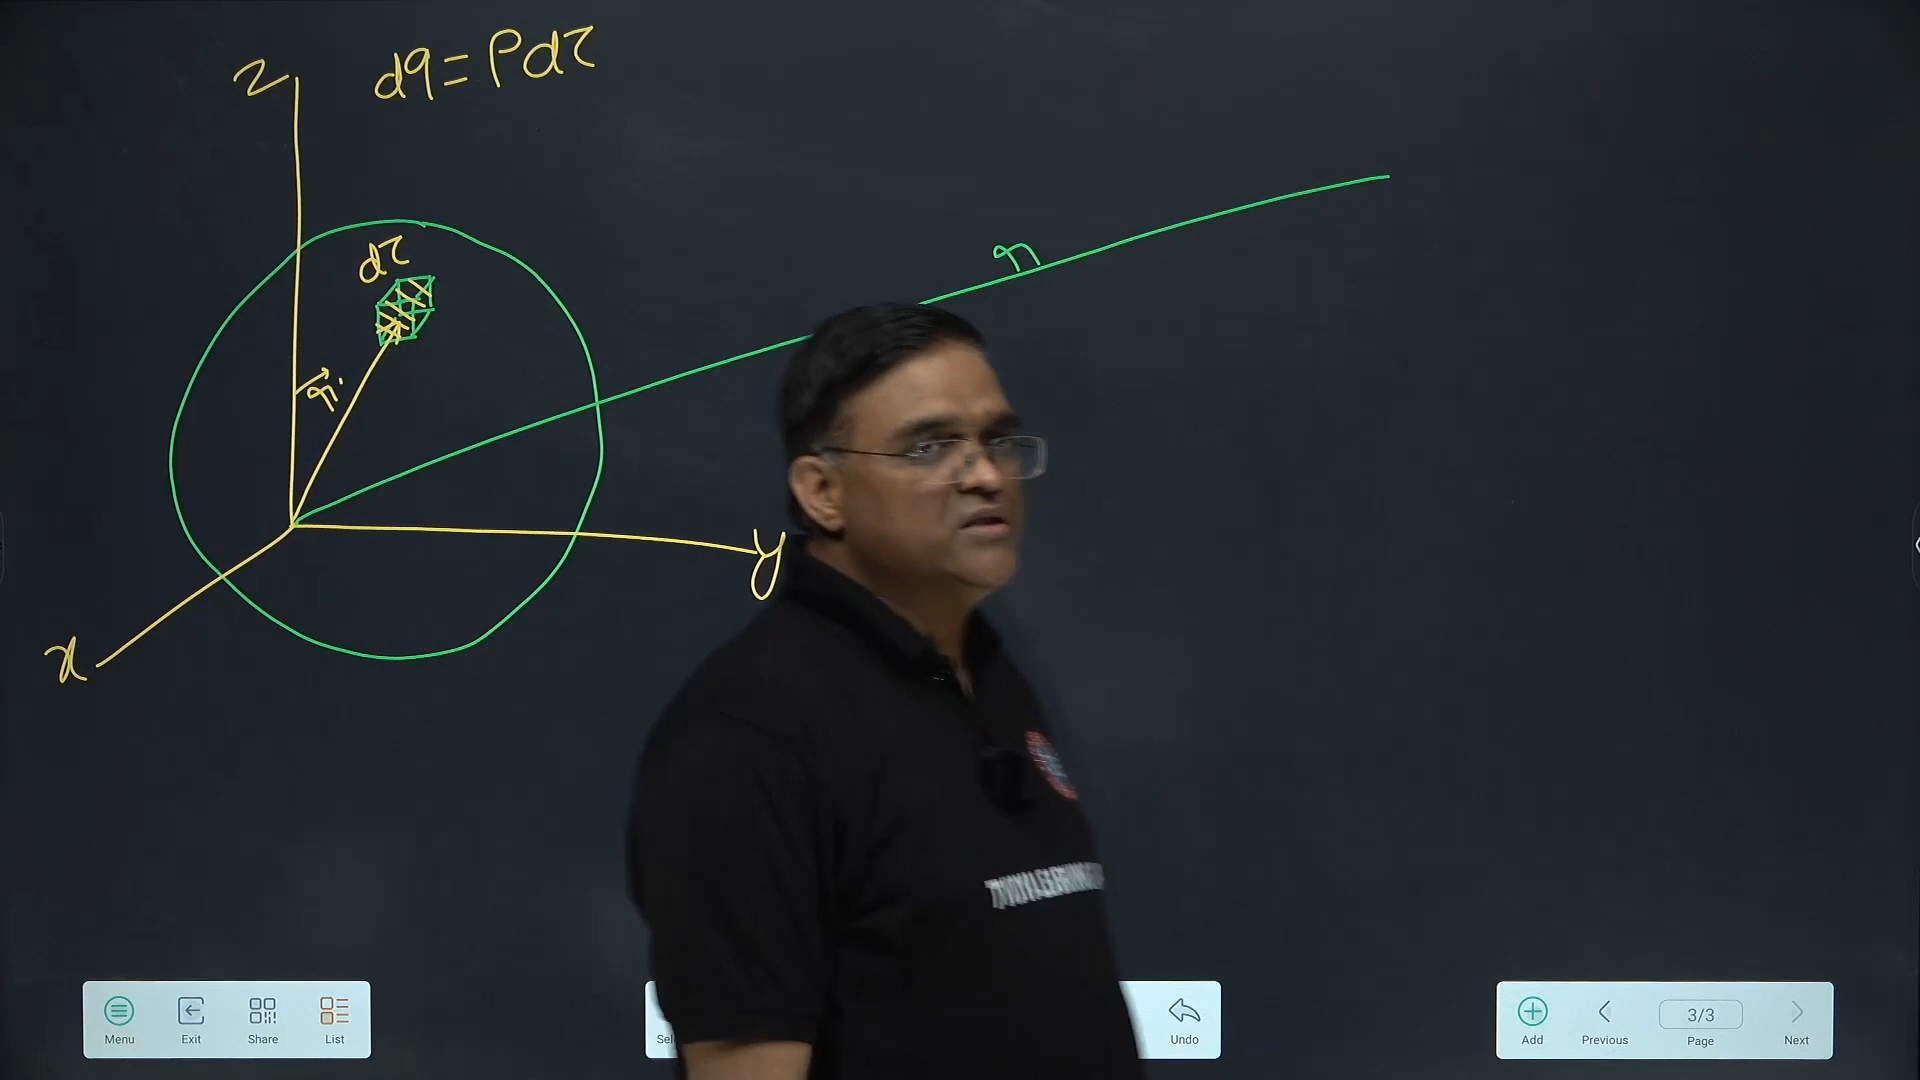 z
dq = ρdτ
dτ
r
r'
y
x
Menu
Exit
Share
List
Undo
Add
Previous
3/3
Page
Next